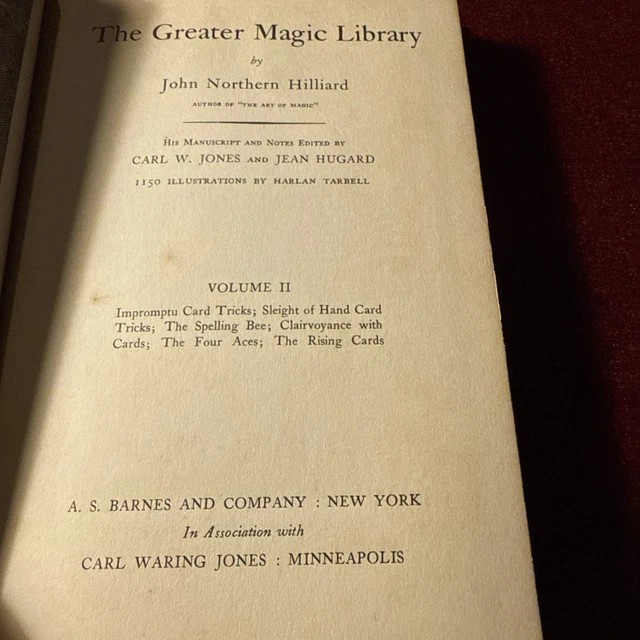 The Greater Magic Library
by
John Northern Hilliard
AUTHOR OF "THE ART OF MAGIC"
HIS MANUSCRIPT AND NOTES EDITED BY
CARL W. JONES AND JEAN HUGARD
1150 ILLUSTRATIONS BY HARLAN TARBELL
VOLUME II
Impromptu Card Tricks; Sleight of Hand Card
Tricks; The Spelling Bee; Clairvoyance with
Cards; The Four Aces; The Rising Cards
A. S. BARNES AND COMPANY : NEW YORK
In Association with
CARL WARING JONES : MINNEAPOLIS